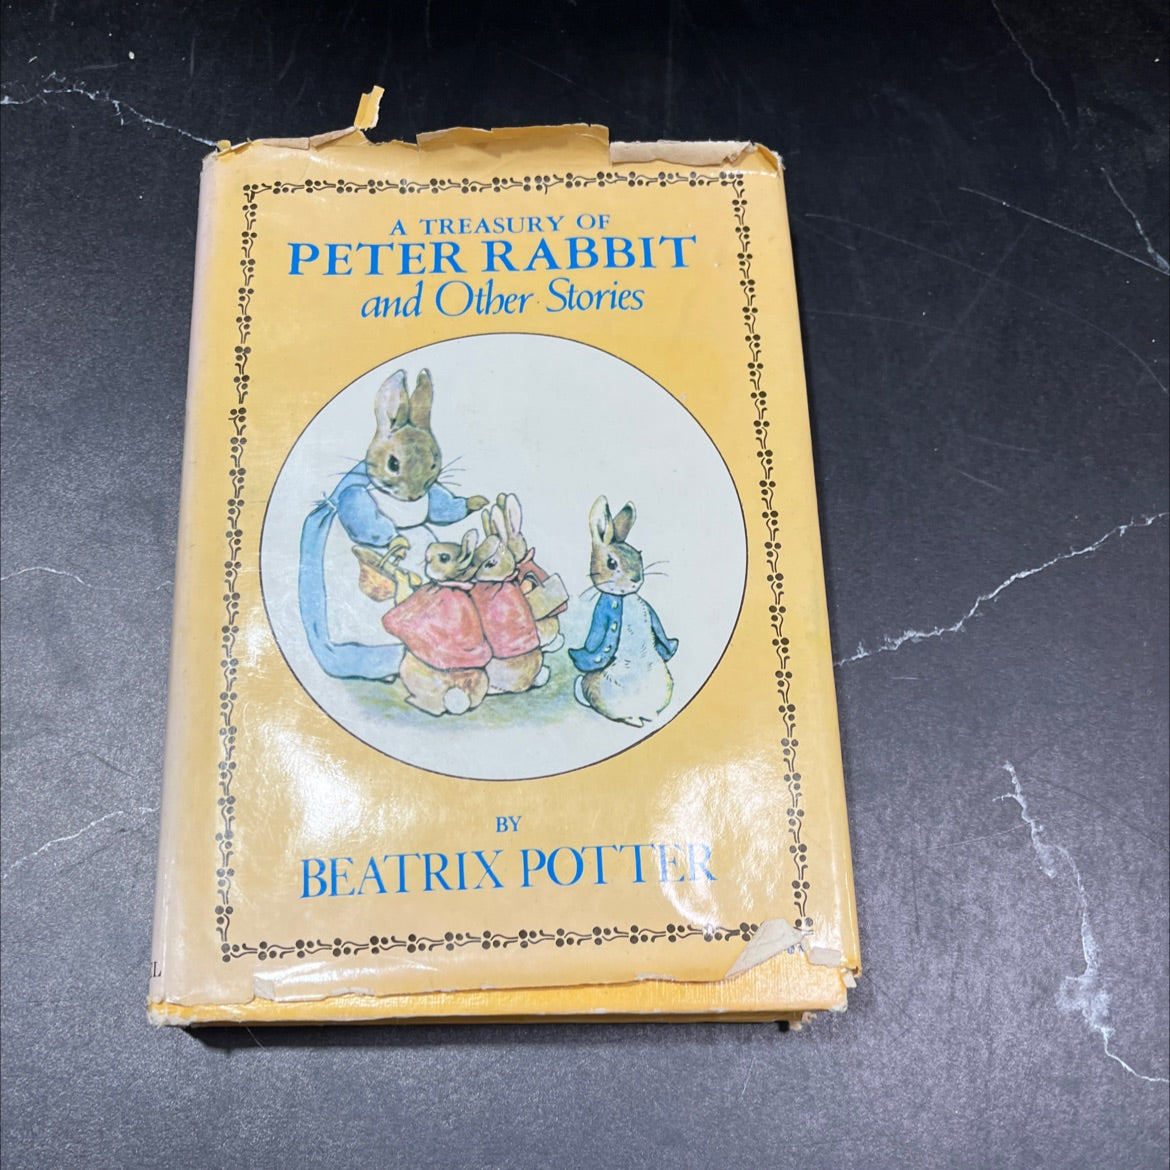 A TREASURY OF
PETER RABBIT
and Other Stories
BY
BEATRIX POTTER